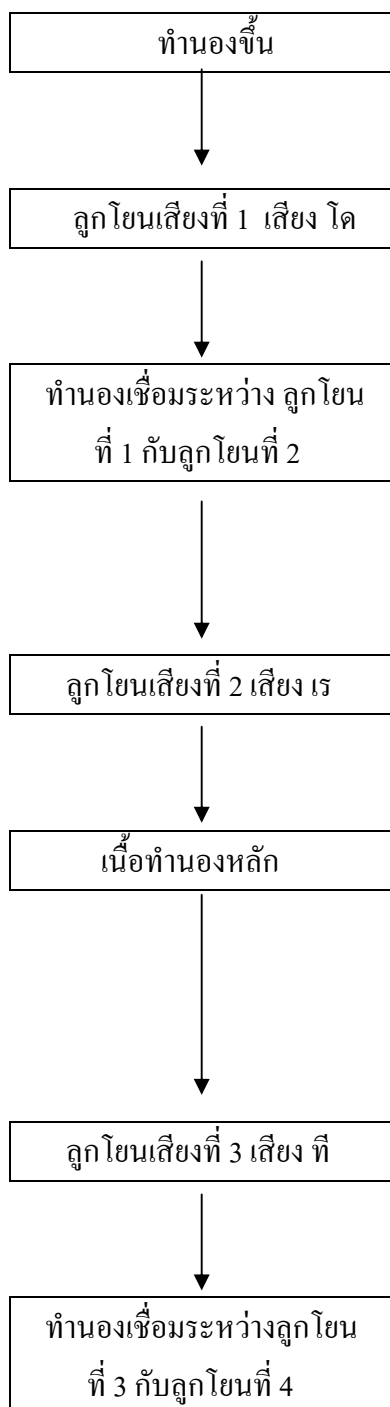 ทำนองขึ้น
ลูกโยนเสียงที่ 1 เสียง โด
ทำนองเชื่อมระหว่าง ลูกโยน
ที่ 1 กับลูกโยนที่ 2
ลูกโยนเสียงที่ 2 เสียง เร
เนื้อทำนองหลัก
ลูกโยนเสียงที่ 3 เสียง ที
ทำนองเชื่อมระหว่างลูกโยน
ที่ 3 กับลูกโยนที่ 4